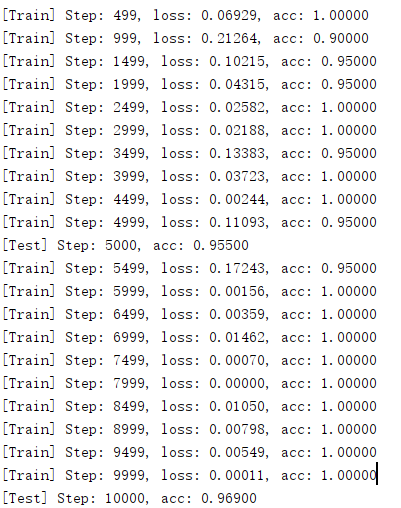 [Train] Step: 499, loss: 0.06929, acc: 1.00000
[Train] Step: 999, loss: 0.21264, acc: 0.90000
[Train] Step: 1499, loss: 0.10215, acc: 0.95000
[Train] Step: 1999, loss: 0.04315, acc: 0.95000
[Train] Step: 2499, loss: 0.02582, acc: 1.00000
[Train] Step: 2999, loss: 0.02188, acc: 1.00000
[Train] Step: 3499, loss: 0.13383, acc: 0.95000
[Train] Step: 3999, loss: 0.03723, acc: 1.00000
[Train] Step: 4499, loss: 0.00244, acc: 1.00000
[Train] Step: 4999, loss: 0.11093, acc: 0.95000
[Test] Step: 5000, acc: 0.95500
[Train] Step: 5499, loss: 0.17243, acc: 0.95000
[Train] Step: 5999, loss: 0.00156, acc: 1.00000
[Train] Step: 6499, loss: 0.00359, acc: 1.00000
[Train] Step: 6999, loss: 0.01462, acc: 1.00000
[Train] Step: 7499, loss: 0.00070, acc: 1.00000
[Train] Step: 7999, loss: 0.00000, acc: 1.00000
[Train] Step: 8499, loss: 0.01050, acc: 1.00000
[Train] Step: 8999, loss: 0.00798, acc: 1.00000
[Train] Step: 9499, loss: 0.00549, acc: 1.00000
[Train] Step: 9999, loss: 0.00011, acc: 1.00000
[Test] Step: 10000, acc: 0.96900